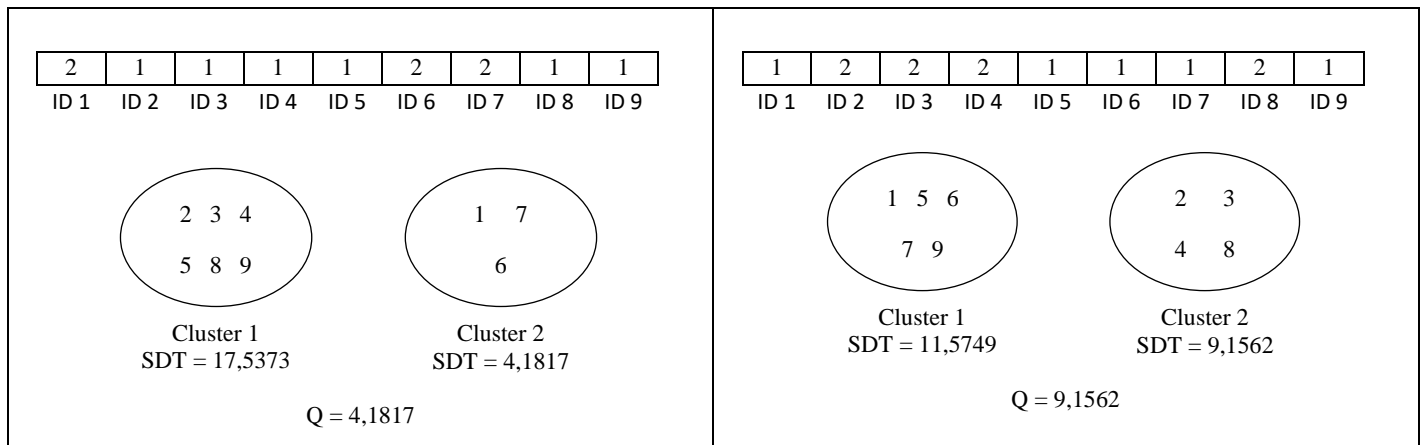 2 1 1 1 1 2 2 1 1
ID 1 ID 2 ID 3 ID 4 ID 5 ID 6 ID 7 ID 8 ID 9
2 3 4
5 8 9
Cluster 1
SDT = 17,5373
1 7
6
Cluster 2
SDT = 4,1817
Q = 4,1817
1 2 2 2 1 1 1 2 1
ID 1 ID 2 ID 3 ID 4 ID 5 ID 6 ID 7 ID 8 ID 9
1 5 6
7 9
Cluster 1
SDT = 11,5749
2 3
4 8
Cluster 2
SDT = 9,1562
Q = 9,1562